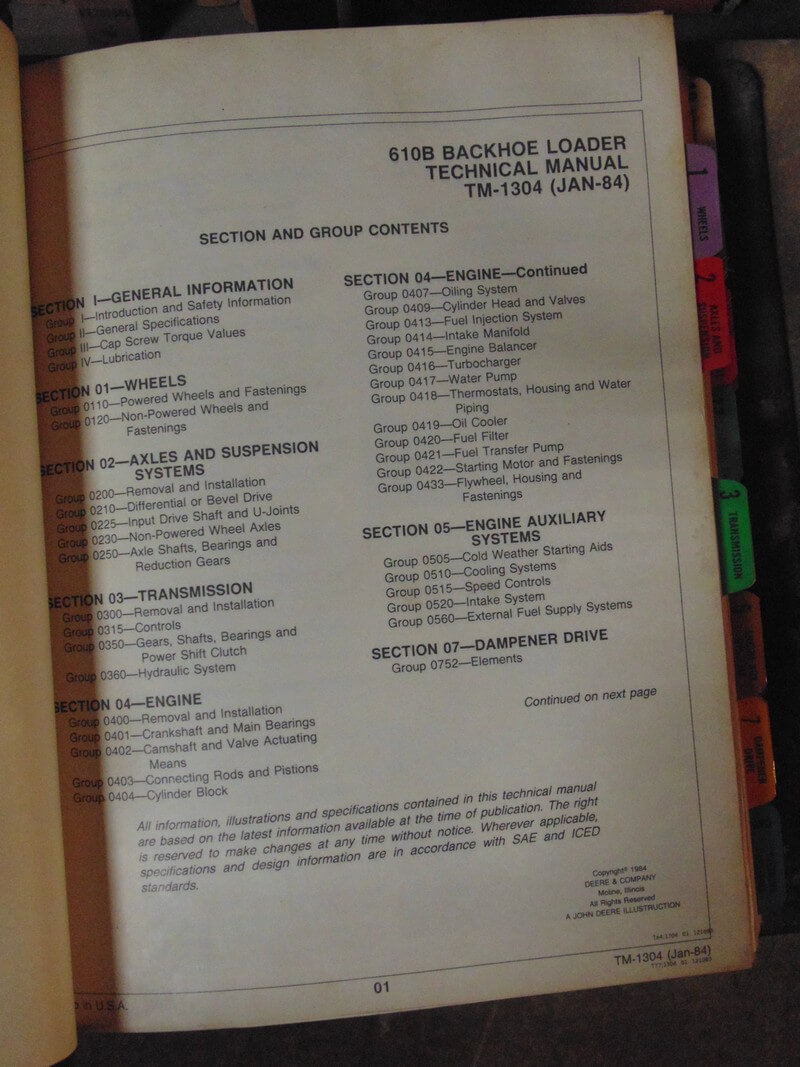 610B BACKHOE LOADER
TECHNICAL MANUAL
TM-1304 (JAN-84)
SECTION AND GROUP CONTENTS
SECTION I—GENERAL INFORMATION
Group I—Introduction and Safety Information
Group II—General Specifications
Group III—Cap Screw Torque Values
Group IV—Lubrication
SECTION 01—WHEELS
Group 0110—Powered Wheels and Fastenings
Group 0120—Non-Powered Wheels and
Fastenings
SECTION 02—AXLES AND SUSPENSION
SYSTEMS
Group 0200—Removal and Installation
Group 0210—Differential or Bevel Drive
Group 0225—Input Drive Shaft and U-Joints
Group 0230—Non-Powered Wheel Axles
Group 0250—Axle Shafts, Bearings and
Reduction Gears
SECTION 03—TRANSMISSION
Group 0300—Removal and Installation
Group 0315—Controls
Group 0350—Gears, Shafts, Bearings and
Power Shift Clutch
Group 0360—Hydraulic System
SECTION 04—ENGINE
Group 0400—Removal and Installation
Group 0401—Crankshaft and Main Bearings
Group 0402—Camshaft and Valve Actuating
Means
Group 0403—Connecting Rods and Pistions
Group 0404—Cylinder Block
SECTION 04—ENGINE—Continued
Group 0407—Oiling System
Group 0409—Cylinder Head and Valves
Group 0413—Fuel Injection System
Group 0414—Intake Manifold
Group 0415—Engine Balancer
Group 0416—Turbocharger
Group 0417—Water Pump
Group 0418—Thermostats, Housing and Water
Piping
Group 0419—Oil Cooler
Group 0420—Fuel Filter
Group 0421—Fuel Transfer Pump
Group 0422—Starting Motor and Fastenings
Group 0433—Flywheel, Housing and
Fastenings
SECTION 05—ENGINE AUXILIARY
SYSTEMS
Group 0505—Cold Weather Starting Aids
Group 0510—Cooling Systems
Group 0515—Speed Controls
Group 0520—Intake System
Group 0560—External Fuel Supply Systems
SECTION 07—DAMPENER DRIVE
Group 0752—Elements
Continued on next page
All information, illustrations and specifications contained in this technical manual
are based on the latest information available at the time of publication. The right
is reserved to make changes at any time without notice. Wherever applicable,
specifications and design information are in accordance with SAE and ICED
standards.
Copyright© 1984
DEERE & COMPANY
Moline, Illinois
All Rights Reserved
A JOHN DEERE ILLUSTRUCTION
TM-1304 (Jan-84)
01
in U.S.A.
1
WHEELS
2
AXLES AND
SUSPENSION
3
TRANSMISSION
7
DAMPENER
DRIVE